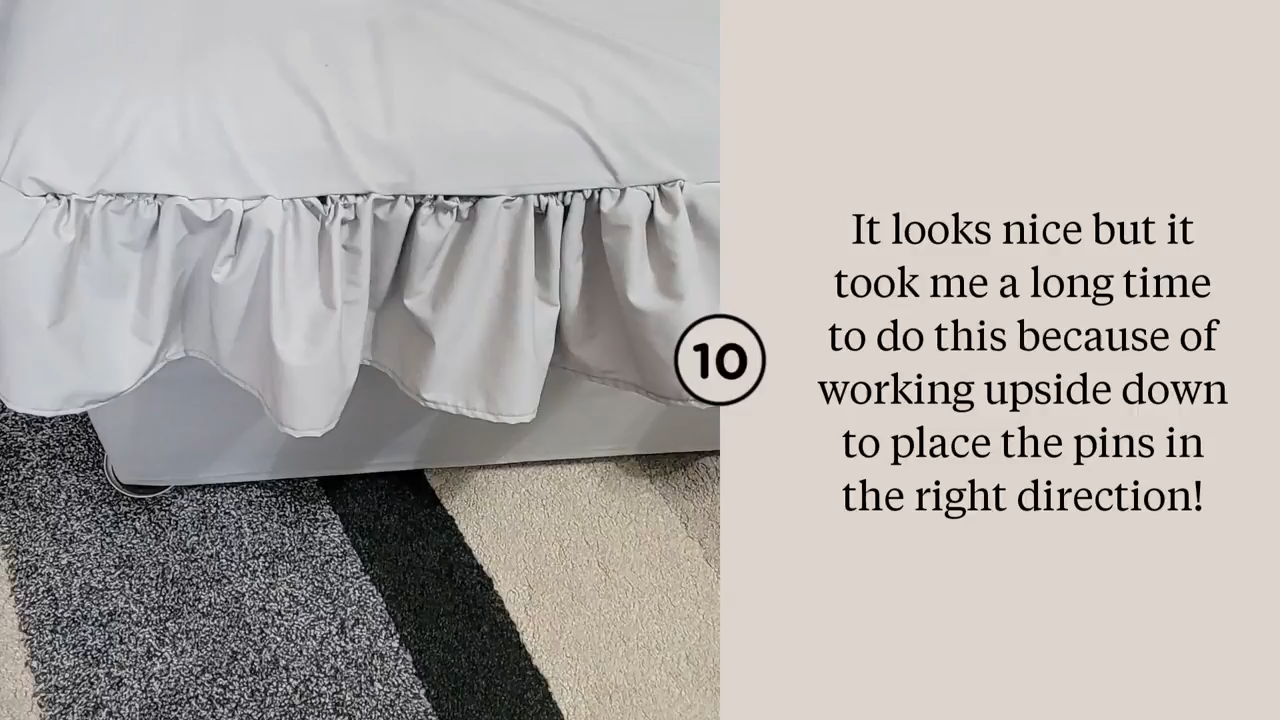 10
It looks nice but it
took me a long time
to do this because of
working upside down
to place the pins in
the right direction!